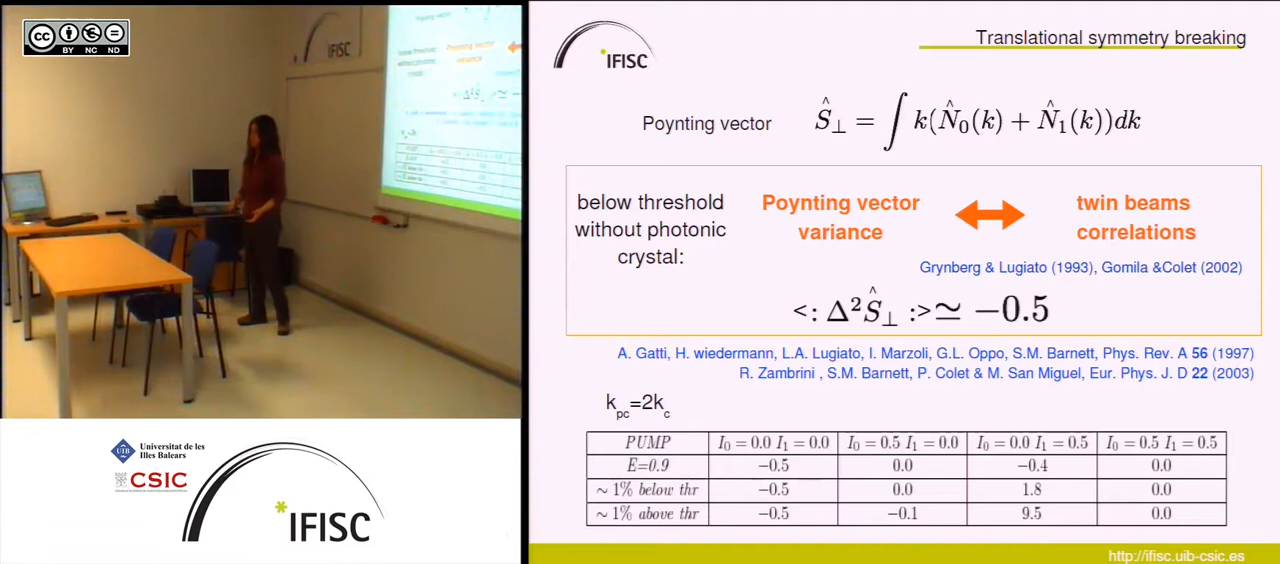 cc BY NC ND
IFISC
Universitat de les
Illes Balears
CSIC
*IFISC
*IFISC
Translational symmetry breaking
Poynting vector
Ŝ⊥ = ∫ k(N̂₀(k) + N̂₁(k))dk
below threshold
without photonic
crystal:
Poynting vector
variance
twin beams
correlations
Grynberg & Lugiato (1993), Gomila &Colet (2002)
<: Δ²Ŝ⊥ :>≃ −0.5
A. Gatti, H. wiedermann, L.A. Lugiato, I. Marzoli, G.L. Oppo, S.M. Barnett, Phys. Rev. A 56 (1997)
R. Zambrini , S.M. Barnett, P. Colet & M. San Miguel, Eur. Phys. J. D 22 (2003)
k_pc=2k_c
PUMP I₀ = 0.0 I₁ = 0.0 I₀ = 0.5 I₁ = 0.0 I₀ = 0.0 I₁ = 0.5 I₀ = 0.5 I₁ = 0.5
E=0.9 −0.5 0.0 −0.4 0.0
~ 1% below thr −0.5 0.0 1.8 0.0
~ 1% above thr −0.5 −0.1 9.5 0.0
http://ifisc.uib-csic.es